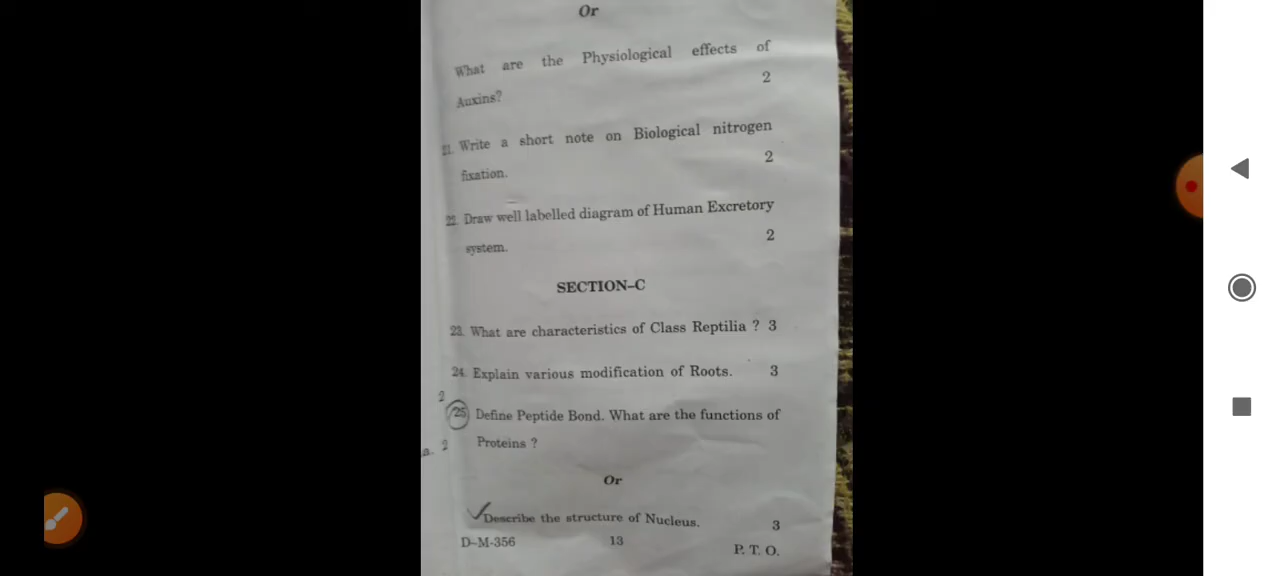 Or
What are the Physiological effects of
2
Auxins?
21. Write a short note on Biological nitrogen
2
fixation.
22. Draw well labelled diagram of Human Excretory
2
system.
SECTION–C
23. What are characteristics of Class Reptilia ? 3
24. Explain various modification of Roots. 3
2
25 Define Peptide Bond. What are the functions of
a. 2 Proteins ?
Or
Describe the structure of Nucleus. 3
D–M-356 13 P. T. O.